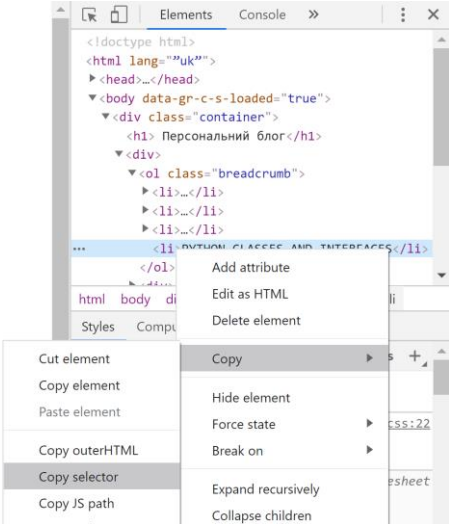 Elements Console »
<!doctype html>
<html lang="”uk”">
<head>…</head>
<body data-gr-c-s-loaded="true">
<div class="container">
<h1> Персональний блог</h1>
<div>
<ol class="breadcrumb">
<li>…</li>
<li>…</li>
<li>…</li>
<li>PYTHON CLASSES AND INTERFACES</li>
</ol>
html body di li
Styles Compu
Add attribute
Edit as HTML
Delete element
Copy
Hide element
Force state
Break on
Expand recursively
Collapse children
Cut element
Copy element
Paste element
Copy outerHTML
Copy selector
Copy JS path
css:22
esheet